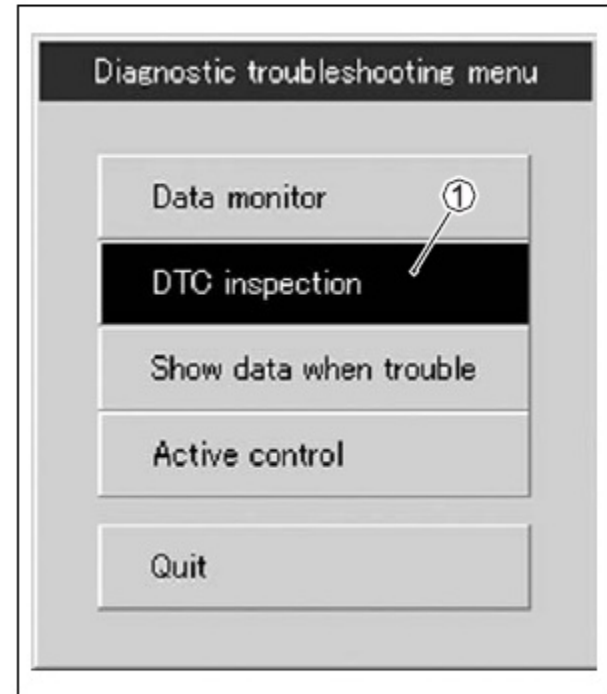 Diagnostic troubleshooting menu
Data monitor
①
DTC inspection
Show data when trouble
Active control
Quit